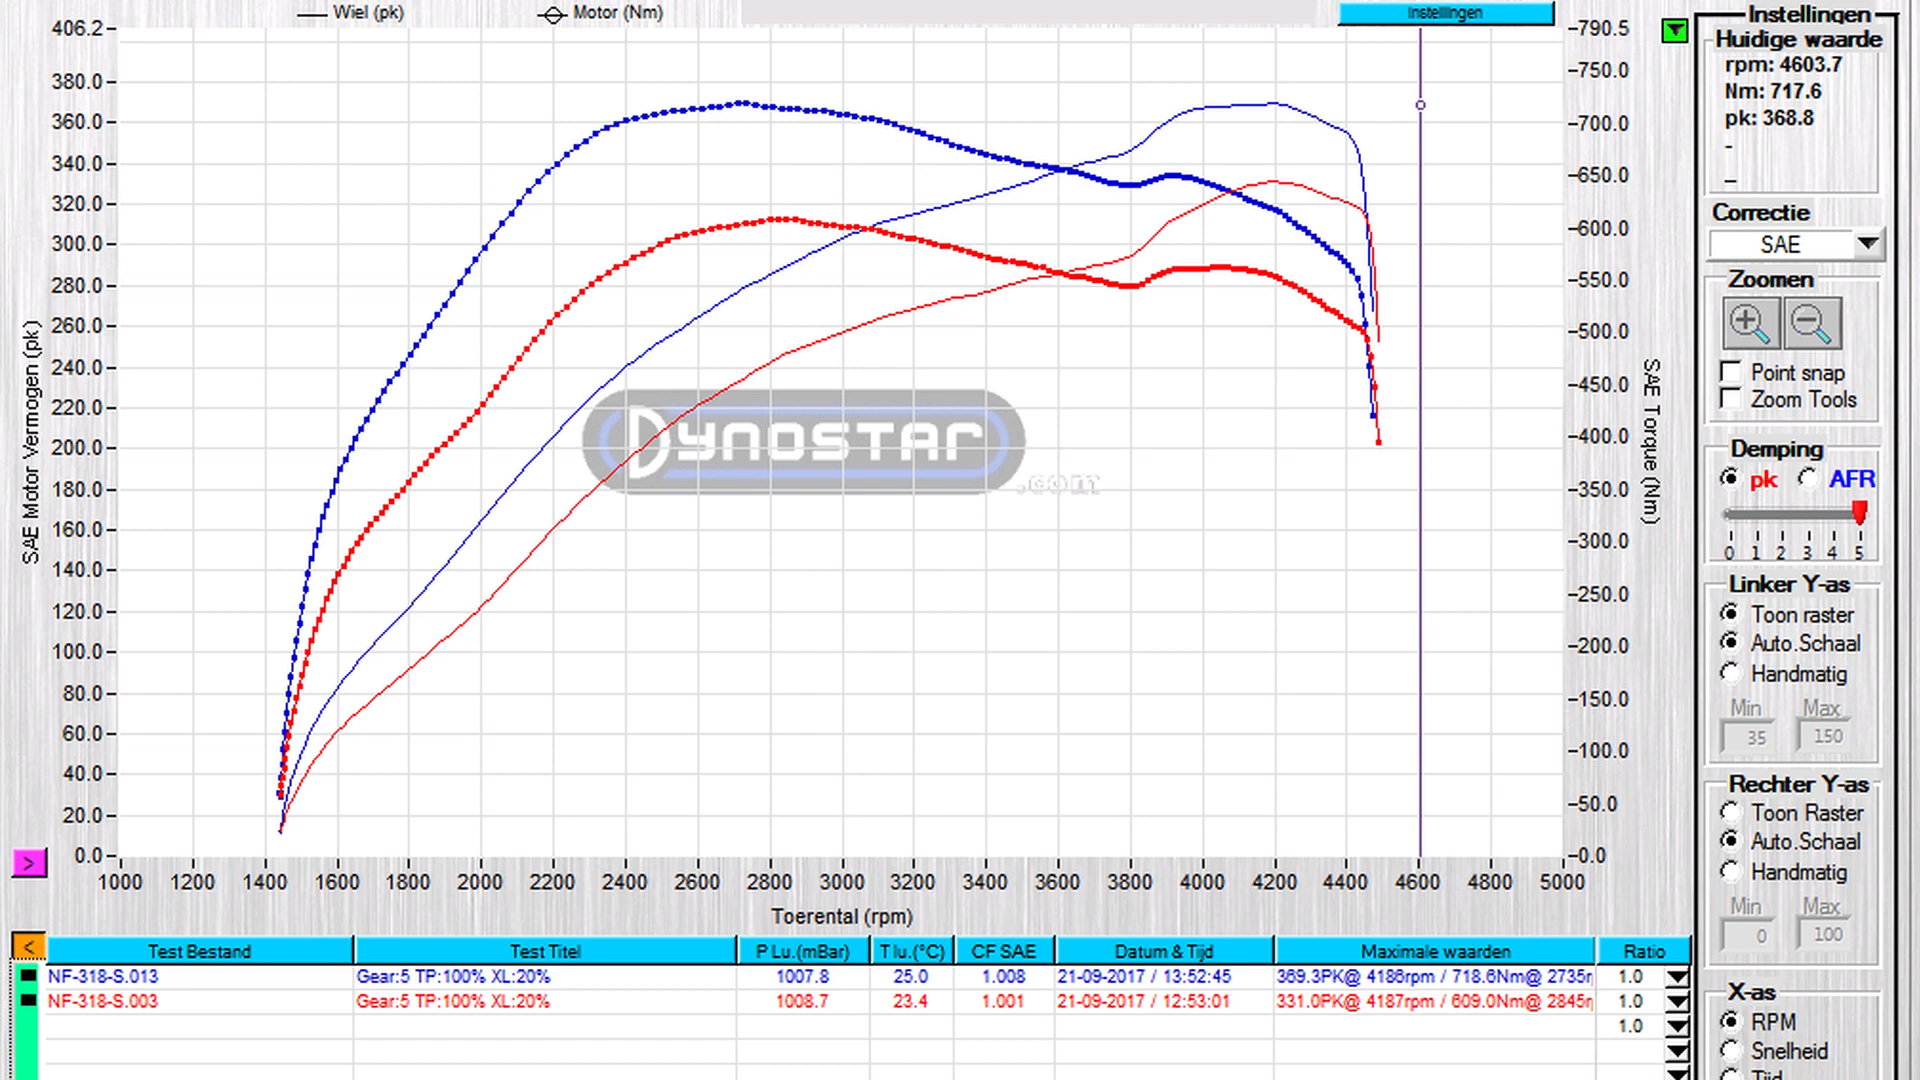 Wiel (pk) Motor (Nm) Instellingen
406.2 790.5
380.0 750.0
360.0 700.0
340.0 650.0
320.0 600.0
300.0 550.0
280.0 500.0
260.0 450.0
240.0 400.0
220.0 350.0
200.0 300.0
180.0 250.0
160.0 200.0
140.0 150.0
120.0 100.0
100.0 50.0
80.0 0.0
60.0
40.0
20.0
0.0
SAE Motor Vermogen (pk)
SAE Torque (Nm)
DYNOSTAR
.com
1000 1200 1400 1600 1800 2000 2200 2400 2600 2800 3000 3200 3400 3600 3800 4000 4200 4400 4600 4800 5000
Toerental (rpm)
>
<
Test Bestand Test Titel P Lu.(mBar) T lu.(°C) CF SAE Datum & Tijd Maximale waarden Ratio
NF-318-S.013 Gear:5 TP:100% XL:20% 1007.8 25.0 1.008 21-09-2017 / 13:52:45 369.3PK@ 4186rpm / 718.6Nm@ 2735r 1.0
NF-318-S.003 Gear:5 TP:100% XL:20% 1008.7 23.4 1.001 21-09-2017 / 12:53:01 331.0PK@ 4187rpm / 609.0Nm@ 2845r 1.0
1.0
Instellingen
Huidige waarde
rpm: 4603.7
Nm: 717.6
pk: 368.8
-
–
Correctie
SAE
Zoomen
Point snap
Zoom Tools
Demping
pk AFR
0 1 2 3 4 5
Linker Y-as
Toon raster
Auto.Schaal
Handmatig
Min Max
35 150
Rechter Y-as
Toon Raster
Auto.Schaal
Handmatig
Min Max
0 100
X-as
RPM
Snelheid
Tijd